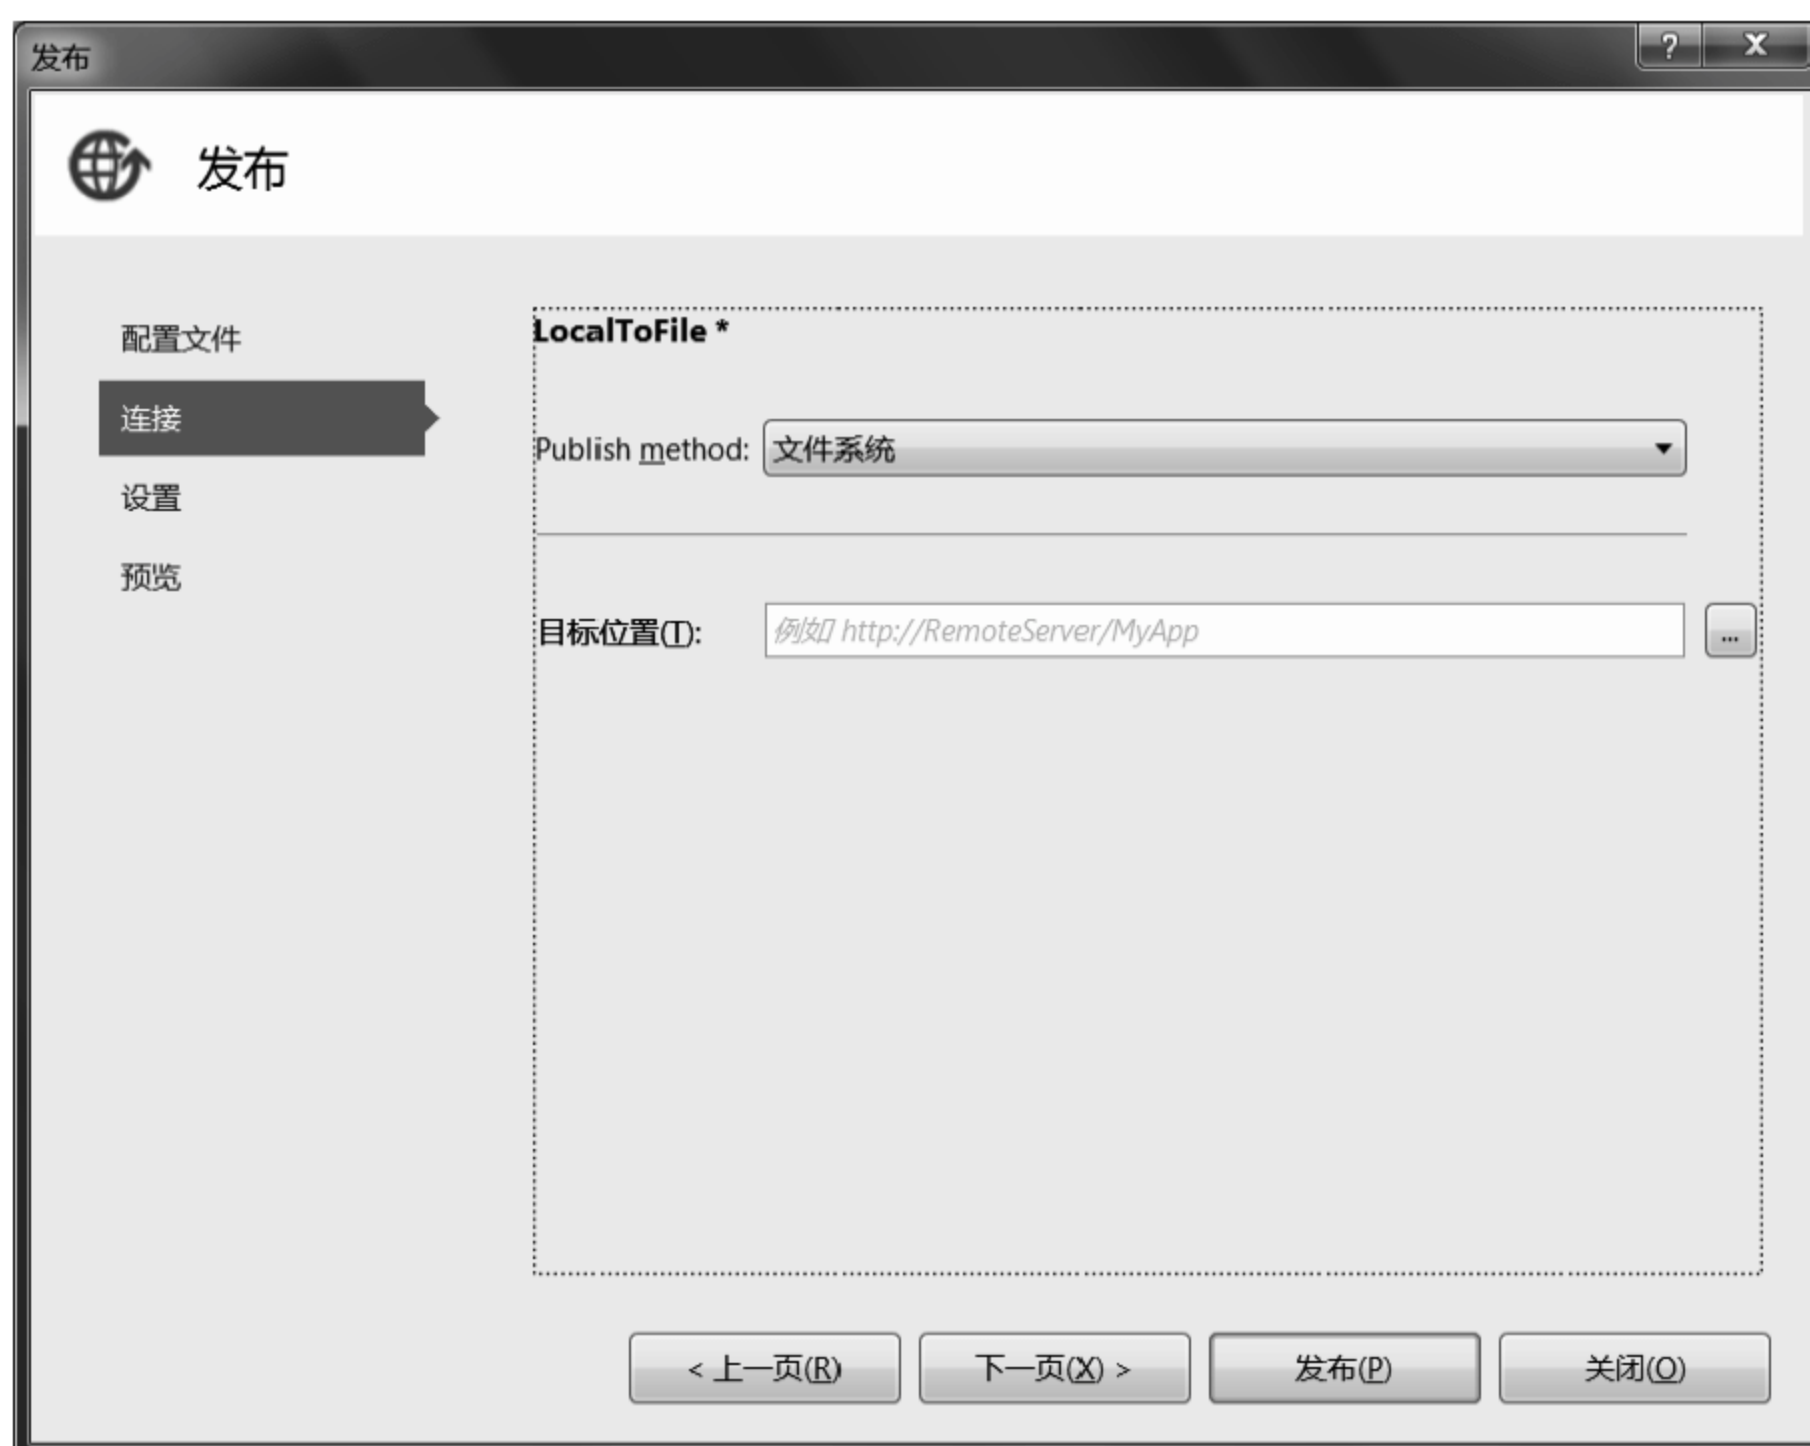 发布
? X
发布
配置文件
连接
设置
预览
LocalToFile *
Publish method: 文件系统
目标位置(T): 例如 http://RemoteServer/MyApp ...
< 上一页(R) 下一页(X) > 发布(P) 关闭(O)